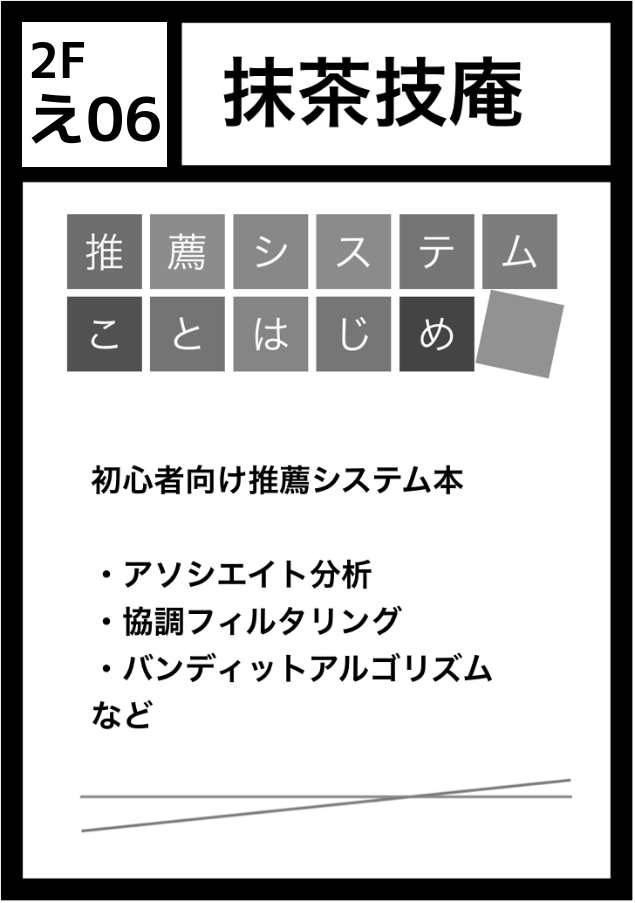 2F
え06
抹茶技庵
推薦システム
ことはじめ
初心者向け推薦システム本
・アソシエイト分析
・協調フィルタリング
・バンディットアルゴリズム
など